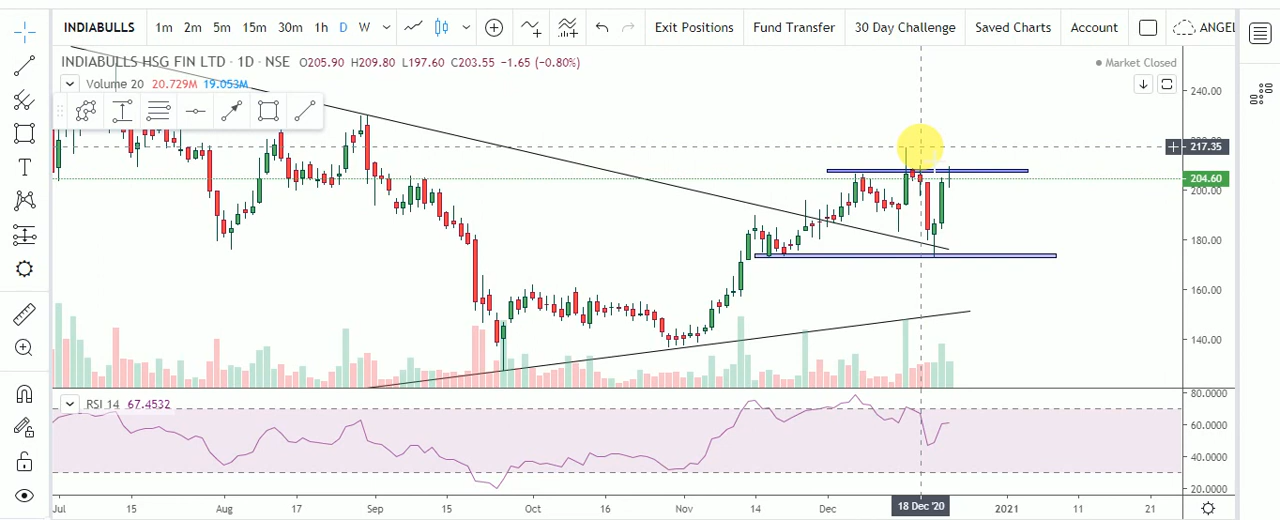 INDIABULLS 1m 2m 5m 15m 30m 1h D W Exit Positions Fund Transfer 30 Day Challenge Saved Charts Account ANGEL
INDIABULLS HSG FIN LTD · 1D · NSE O205.90 H209.80 L197.60 C203.55 −1.65 (−0.80%) Market Closed
Volume 20 20.729M 19.053M
T
240.00
217.35
204.60
200.00
180.00
160.00
140.00
RSI 14 67.4532
80.0000
60.0000
40.0000
20.0000
Jul 15 Aug 17 Sep 15 Oct 16 Nov 14 Dec 18 Dec '20 2021 11 21